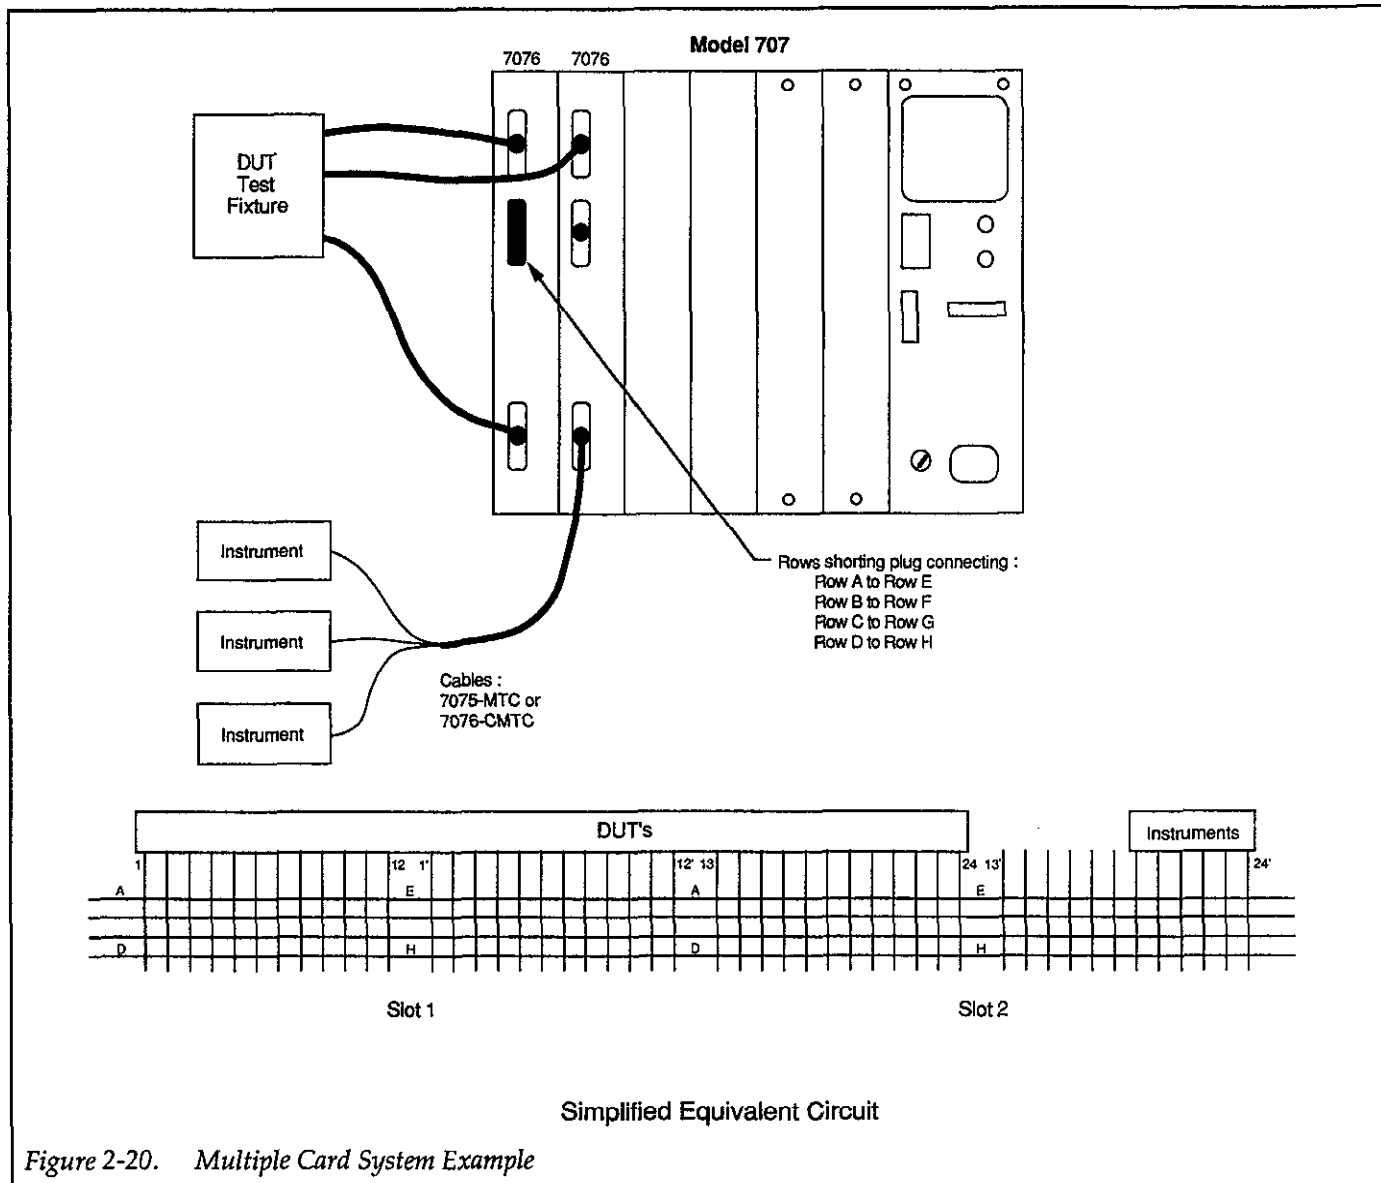 Model 707
7076 7076
DUT
Test
Fixture
Instrument
Instrument
Instrument
Rows shorting plug connecting :
Row A to Row E
Row B to Row F
Row C to Row G
Row D to Row H
Cables :
7075-MTC or
7076-CMTC
DUT's
Instruments
1 12 1' 12' 13 24 13' 24'
A E A E
D H D H
Slot 1 Slot 2
Simplified Equivalent Circuit
Figure 2-20. Multiple Card System Example